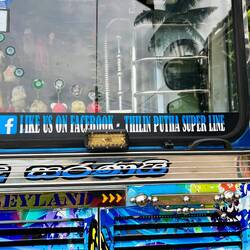 f LIKE US ON FACEBOOK - THILIN PUTHA SUPER LINE
LEYLAND